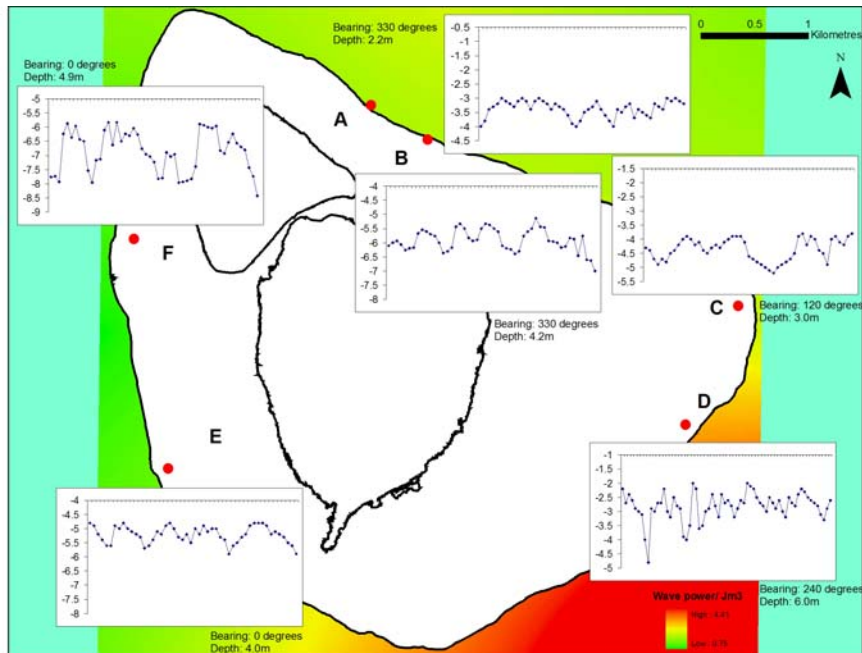 Bearing: 330 degrees
Depth: 2.2m
-0.5
-1
-1.5
-2
-2.5
-3
-3.5
-4
-4.5
0
1
Kilometres
N
Bearing: 0 degrees
Depth: 4.9m
-5
-5.5
-6
-6.5
-7
-7.5
-8
-8.5
-9
A
B
-4
-4.5
-5
-5.5
-6
-6.5
-7
-7.5
-8
Bearing: 330 degrees
Depth: 4.2m
-1.5
-2
-2.5
-3
-3.5
-4
-4.5
-5
-5.5
C
Bearing: 120 degrees
Depth: 3.0m
F
D
E
-4
-4.5
-5
-5.5
-6
-6.5
-7
-7.5
-8
Bearing: 0 degrees
Depth: 4.0m
-1
-1.5
-2
-2.5
-3
-3.5
-4
-4.5
-5
Bearing: 240 degrees
Depth: 6.0m
Wave power/ Jm3
High :
Low :